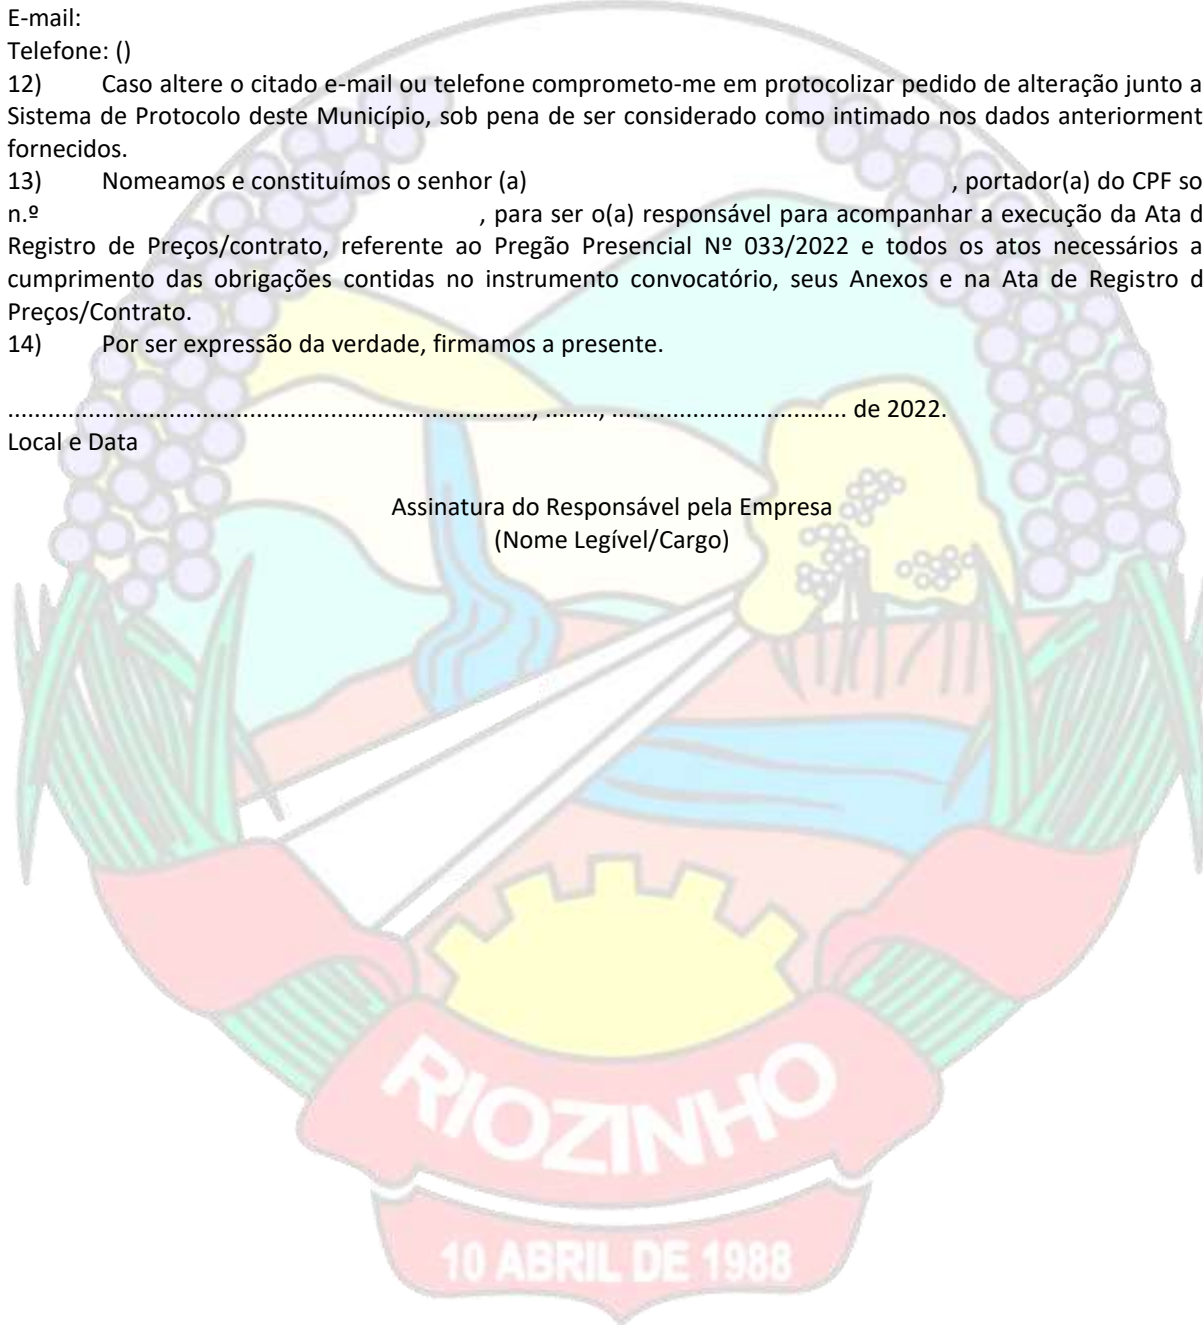 E-mail:
Telefone: ()
12) Caso altere o citado e-mail ou telefone comprometo-me em protocolizar pedido de alteração junto a
Sistema de Protocolo deste Município, sob pena de ser considerado como intimado nos dados anteriorment
fornecidos.
13) Nomeamos e constituímos o senhor (a) , portador(a) do CPF so
n.º , para ser o(a) responsável para acompanhar a execução da Ata d
Registro de Preços/contrato, referente ao Pregão Presencial Nº 033/2022 e todos os atos necessários a
cumprimento das obrigações contidas no instrumento convocatório, seus Anexos e na Ata de Registro d
Preços/Contrato.
14) Por ser expressão da verdade, firmamos a presente.
.............................................................................., ........, ................................... de 2022.
Local e Data
Assinatura do Responsável pela Empresa
(Nome Legível/Cargo)
RIOZINHO
10 ABRIL DE 1988